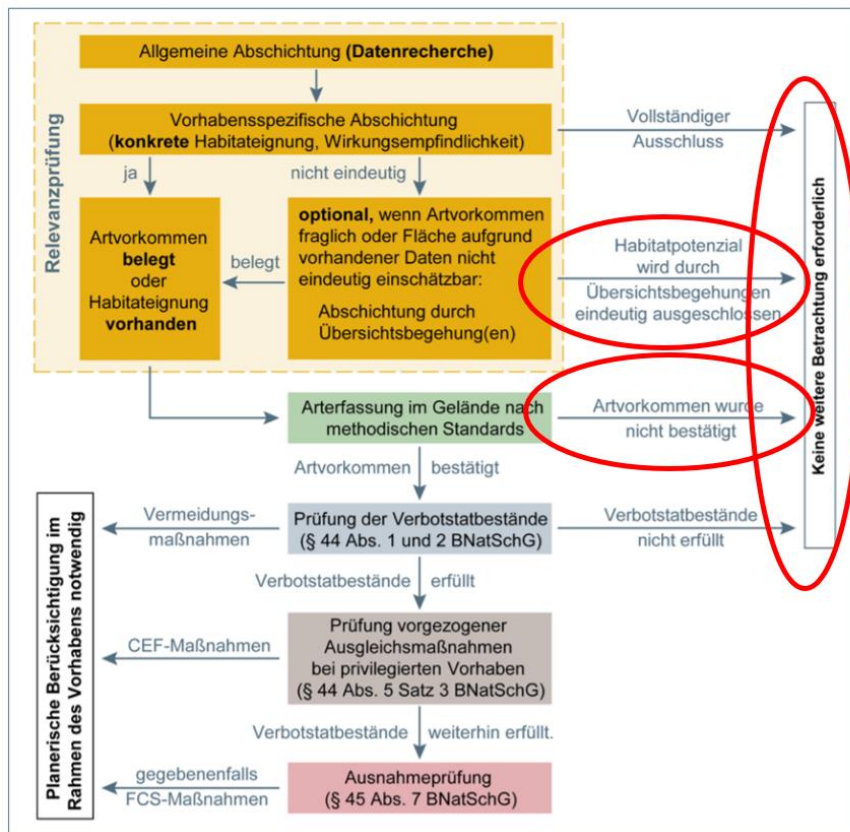 Relevanzprüfung
Allgemeine Abschichtung (Datenrecherche)
Vorhabensspezifische Abschichtung
(konkrete Habitateignung, Wirkungsempfindlichkeit)
Vollständiger
Ausschluss
ja
nicht eindeutig
Artvorkommen
belegt
oder
Habitateignung
vorhanden
belegt
optional, wenn Artvorkommen
fraglich oder Fläche aufgrund
vorhandener Daten nicht
eindeutig einschätzbar:
Abschichtung durch
Übersichtsbegehung(en)
Habitatpotenzial
wird durch
Übersichtsbegehungen
eindeutig ausgeschlossen
Keine weitere Betrachtung erforderlich
Arterfassung im Gelände nach
methodischen Standards
Artvorkommen wurde
nicht bestätigt
Artvorkommen bestätigt
Planerische Berücksichtigung im
Rahmen des Vorhabens notwendig
Vermeidungs-
maßnahmen
Prüfung der Verbotstatbestände
(§ 44 Abs. 1 und 2 BNatSchG)
Verbotstatbestände
nicht erfüllt
Verbotstatbestände erfüllt
CEF-Maßnahmen
Prüfung vorgezogener
Ausgleichsmaßnahmen
bei privilegierten Vorhaben
(§ 44 Abs. 5 Satz 3 BNatSchG)
Verbotstatbestände weiterhin erfüllt.
gegebenenfalls
FCS-Maßnahmen
Ausnahmeprüfung
(§ 45 Abs. 7 BNatSchG)